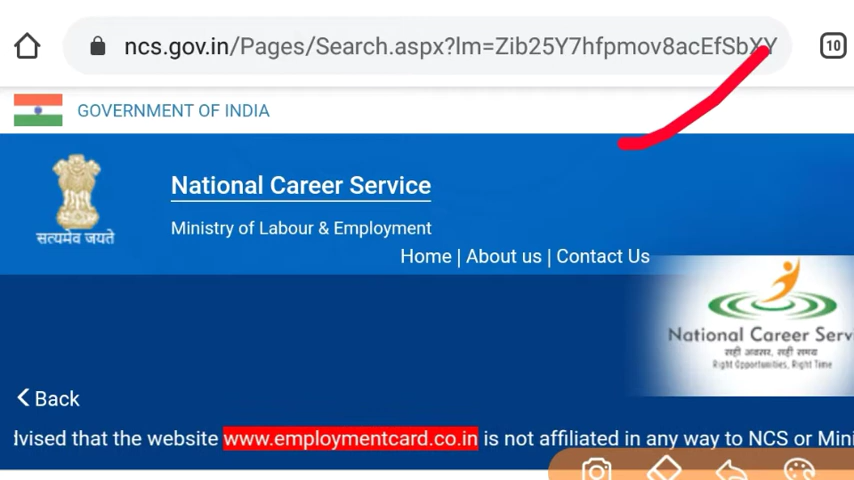 ncs.gov.in/Pages/Search.aspx?lm=Zib25Y7hfpmov8acEfSbXY
10
GOVERNMENT OF INDIA
सत्यमेव जयते
National Career Service
Ministry of Labour & Employment
Home | About us | Contact Us
National Career Serv
सही अवसर, सही समय
Right Opportunities, Right Time
Back
dvised that the website www.employmentcard.co.in is not affiliated in any way to NCS or Mini